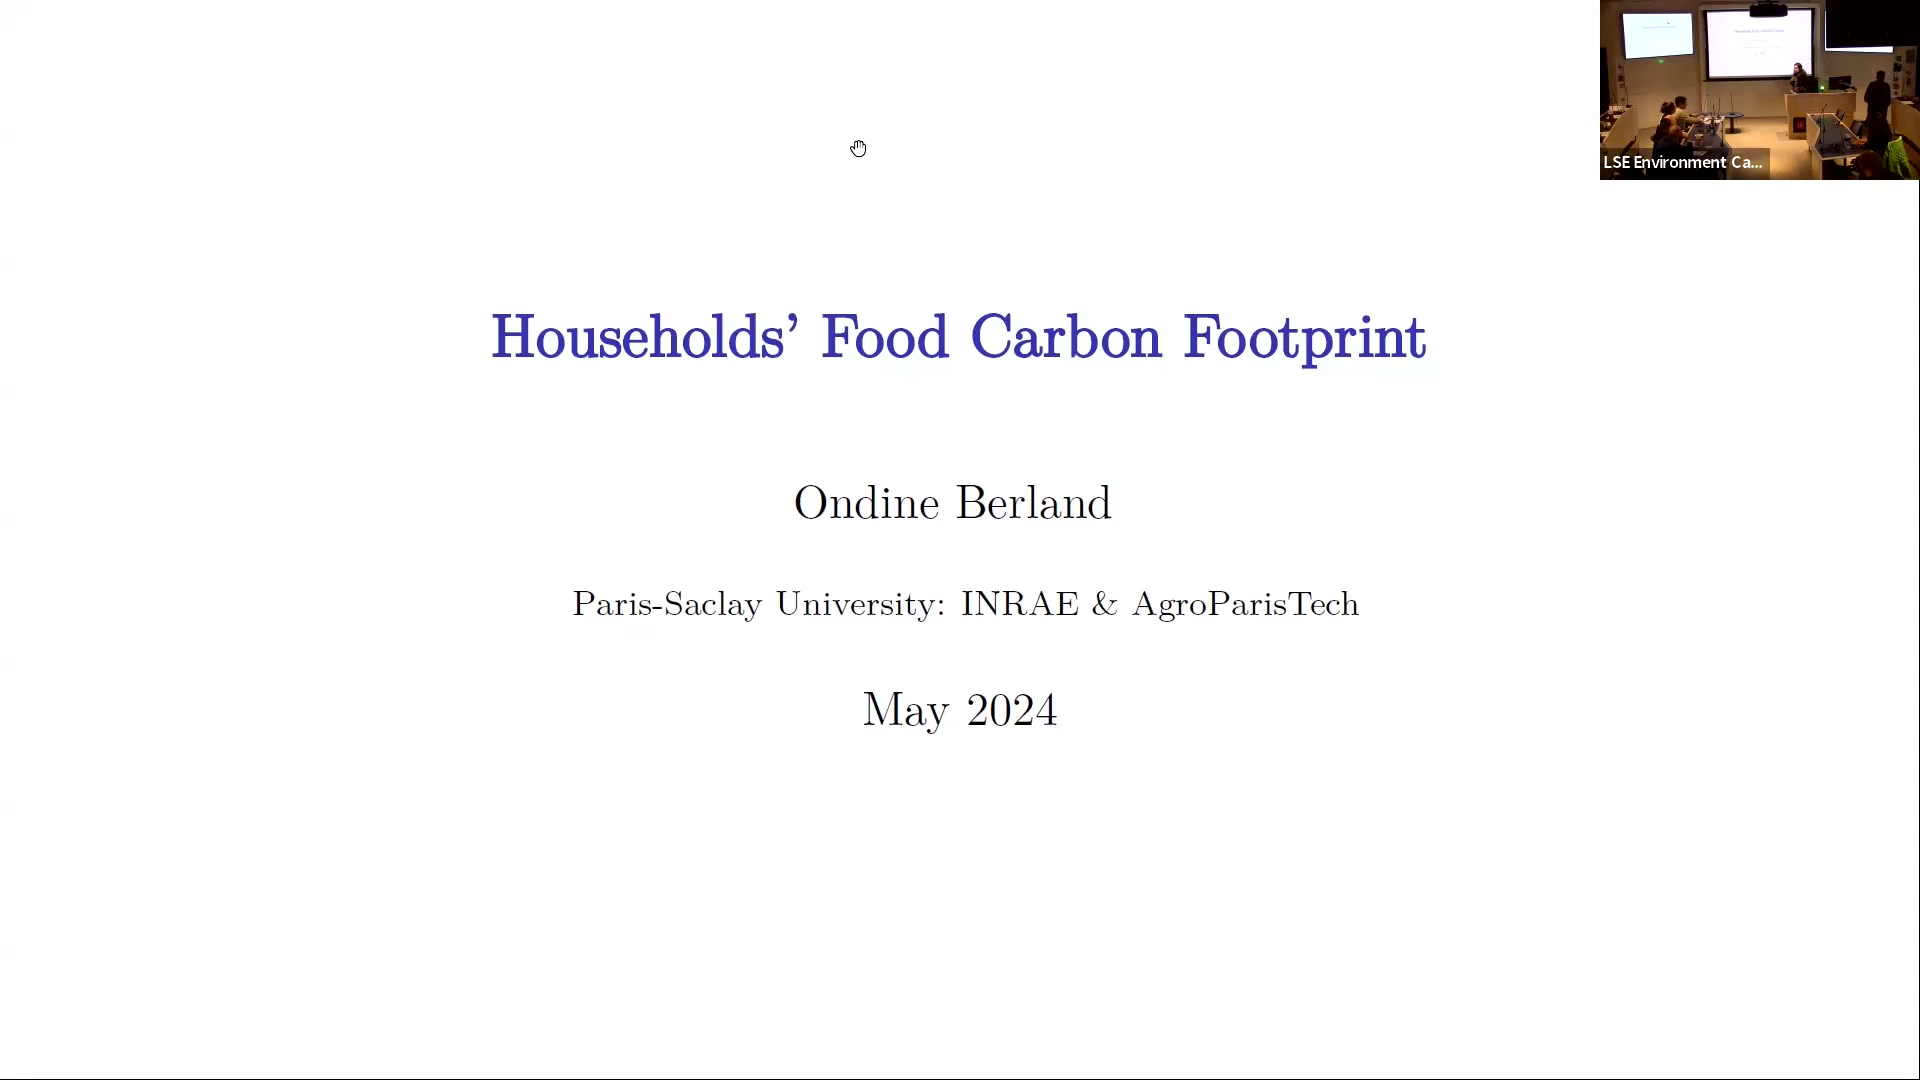 Households' Food Carbon Footprint
Ondine Berland
Paris-Saclay University: INRAE & AgroParisTech
May 2024
LSE Environment Ca...